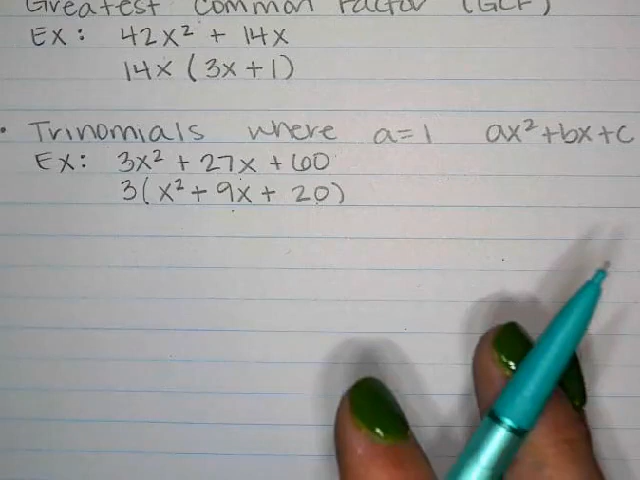 Greatest Common Factor (GCF)
Ex: 42x² + 14x
14x (3x+1)
• Trinomials where a=1 ax²+bx+c
Ex: 3x² + 27x + 60
3(x² + 9x + 20)